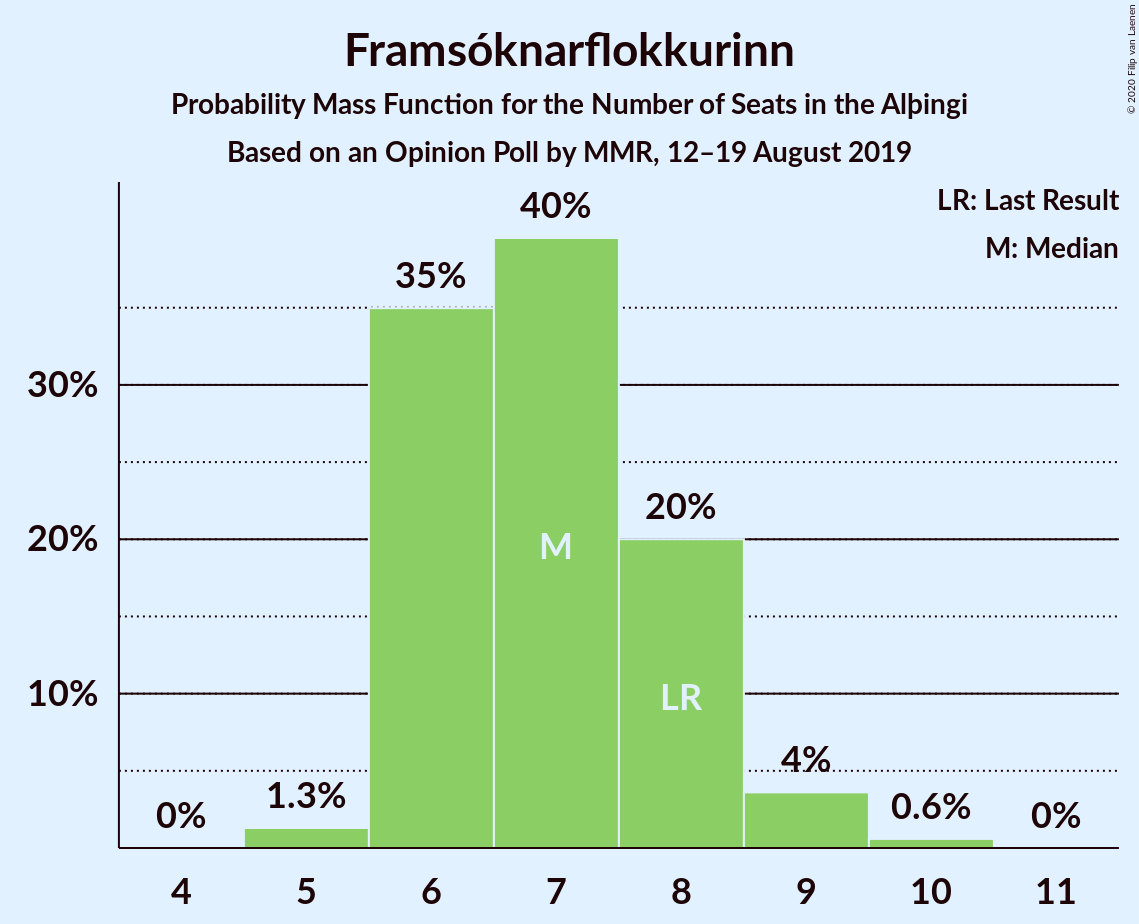 Framsóknarflokkurinn
Probability Mass Function for the Number of Seats in the Alþingi
Based on an Opinion Poll by MMR, 12–19 August 2019
© 2020 Filip van Laenen
LR: Last Result
M: Median
40%
35%
30%
20%
20%
M
10%
LR
4%
1.3%
0.6%
0%
0%
4 5 6 7 8 9 10 11